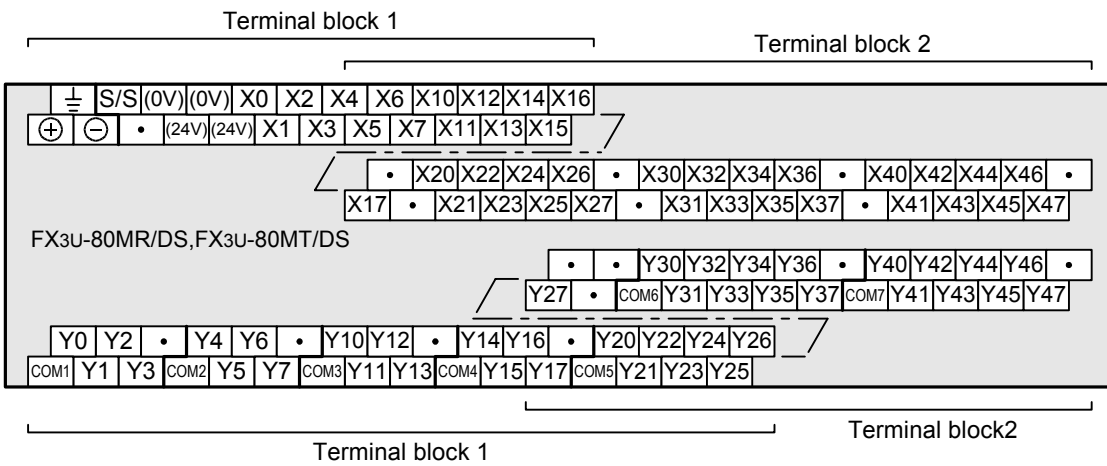 Terminal block 1
Terminal block 2
⏚ S/S (0V) (0V) X0 X2 X4 X6 X10 X12 X14 X16
⊕ ⊖ • (24V) (24V) X1 X3 X5 X7 X11 X13 X15
• X20 X22 X24 X26 • X30 X32 X34 X36 • X40 X42 X44 X46 •
X17 • X21 X23 X25 X27 • X31 X33 X35 X37 • X41 X43 X45 X47
FX3U-80MR/DS,FX3U-80MT/DS
• • Y30 Y32 Y34 Y36 • Y40 Y42 Y44 Y46 •
Y27 • COM6 Y31 Y33 Y35 Y37 COM7 Y41 Y43 Y45 Y47
Y0 Y2 • Y4 Y6 • Y10 Y12 • Y14 Y16 • Y20 Y22 Y24 Y26
COM1 Y1 Y3 COM2 Y5 Y7 COM3 Y11 Y13 COM4 Y15 Y17 COM5 Y21 Y23 Y25
Terminal block2
Terminal block 1